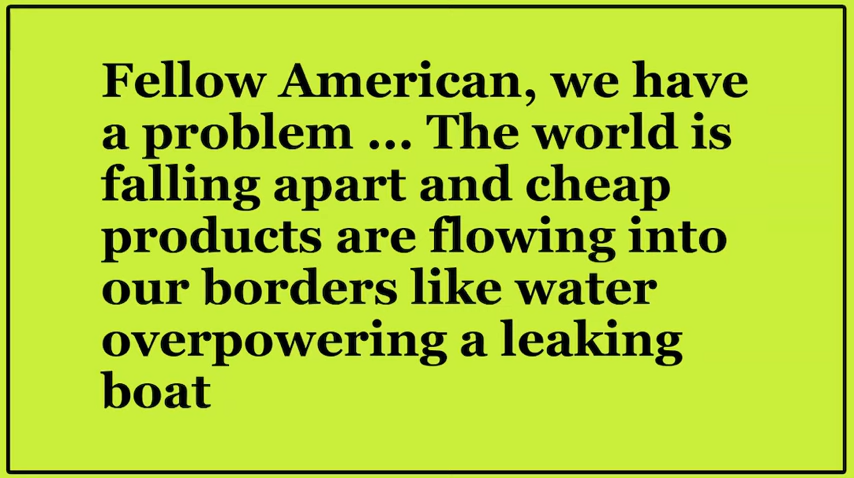 Fellow American, we have
a problem ... The world is
falling apart and cheap
products are flowing into
our borders like water
overpowering a leaking
boat